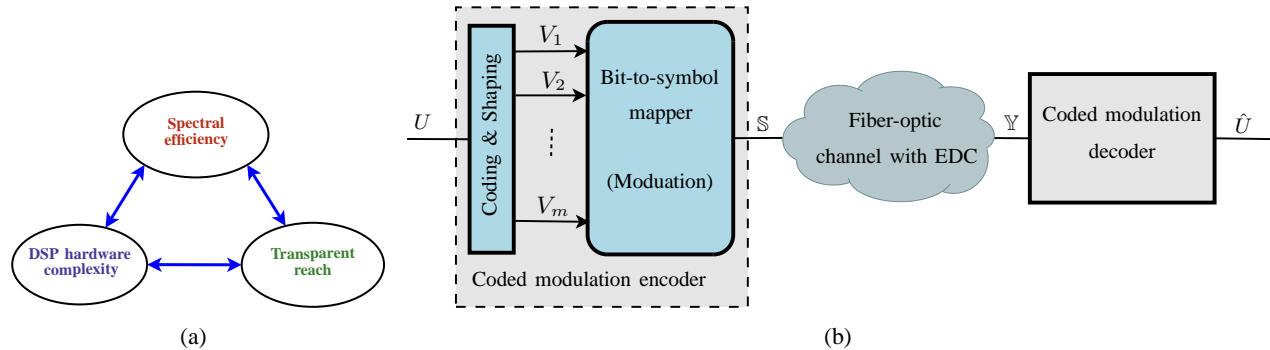 Spectral
efficiency
DSP hardware
complexity
Transparent
reach
(a)
U
Coding & Shaping
V1
V2
Vm
Bit-to-symbol
mapper
(Moduation)
Coded modulation encoder
𝕊
Fiber-optic
channel with EDC
𝕐
Coded modulation
decoder
Û
(b)